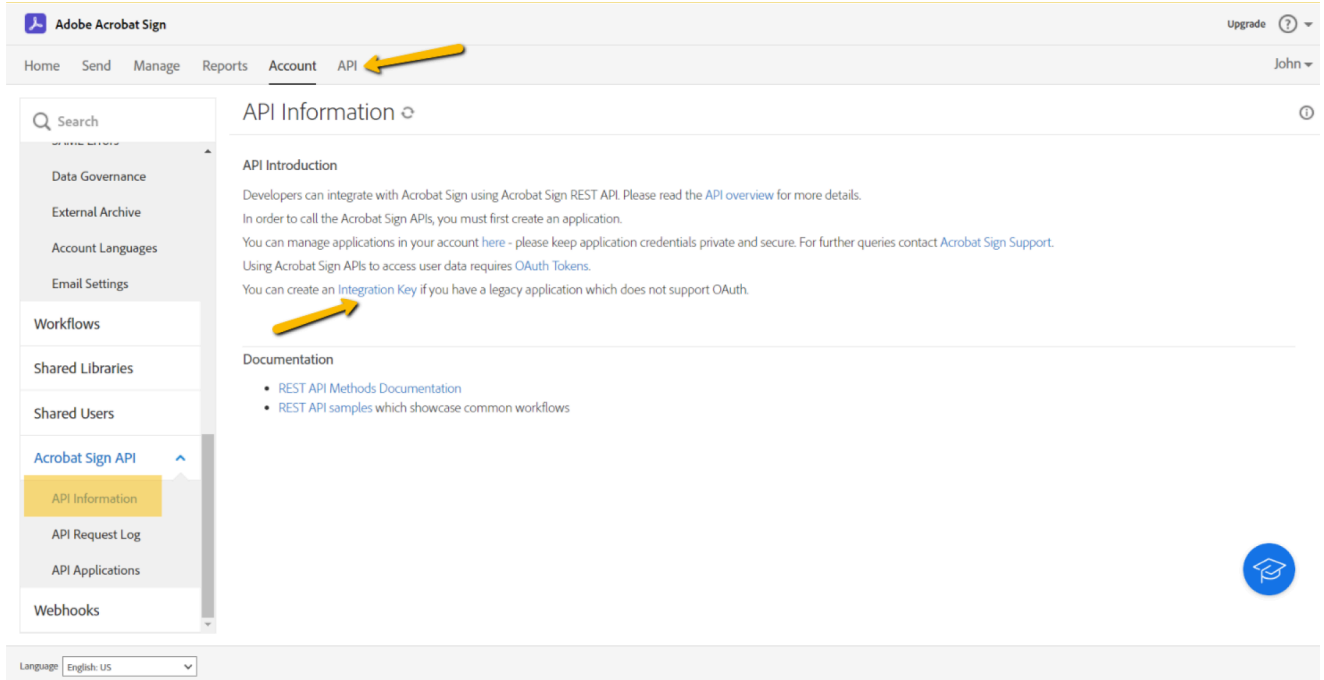 Adobe Acrobat Sign
Upgrade
Home Send Manage Reports Account API
John
Search
API Information
Data Governance
External Archive
Account Languages
Email Settings
Workflows
Shared Libraries
Shared Users
Acrobat Sign API
API Information
API Request Log
API Applications
Webhooks
API Introduction
Developers can integrate with Acrobat Sign using Acrobat Sign REST API. Please read the API overview for more details.
In order to call the Acrobat Sign APIs, you must first create an application.
You can manage applications in your account here - please keep application credentials private and secure. For further queries contact Acrobat Sign Support.
Using Acrobat Sign APIs to access user data requires OAuth Tokens.
You can create an Integration Key if you have a legacy application which does not support OAuth.
Documentation
• REST API Methods Documentation
• REST API samples which showcase common workflows
Language English: US